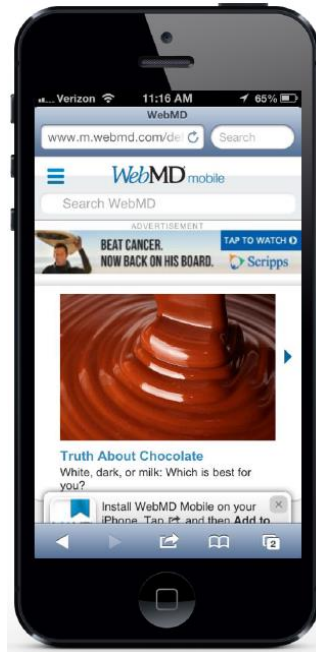 Verizon 11:16 AM 65%
WebMD
www.m.webmd.com/de Search
WebMD mobile
Search WebMD
ADVERTISEMENT
BEAT CANCER.
NOW BACK ON HIS BOARD.
TAP TO WATCH
Scripps
Truth About Chocolate
White, dark, or milk: Which is best for
you?
Install WebMD Mobile on your
iPhone. Tap and then Add to
2